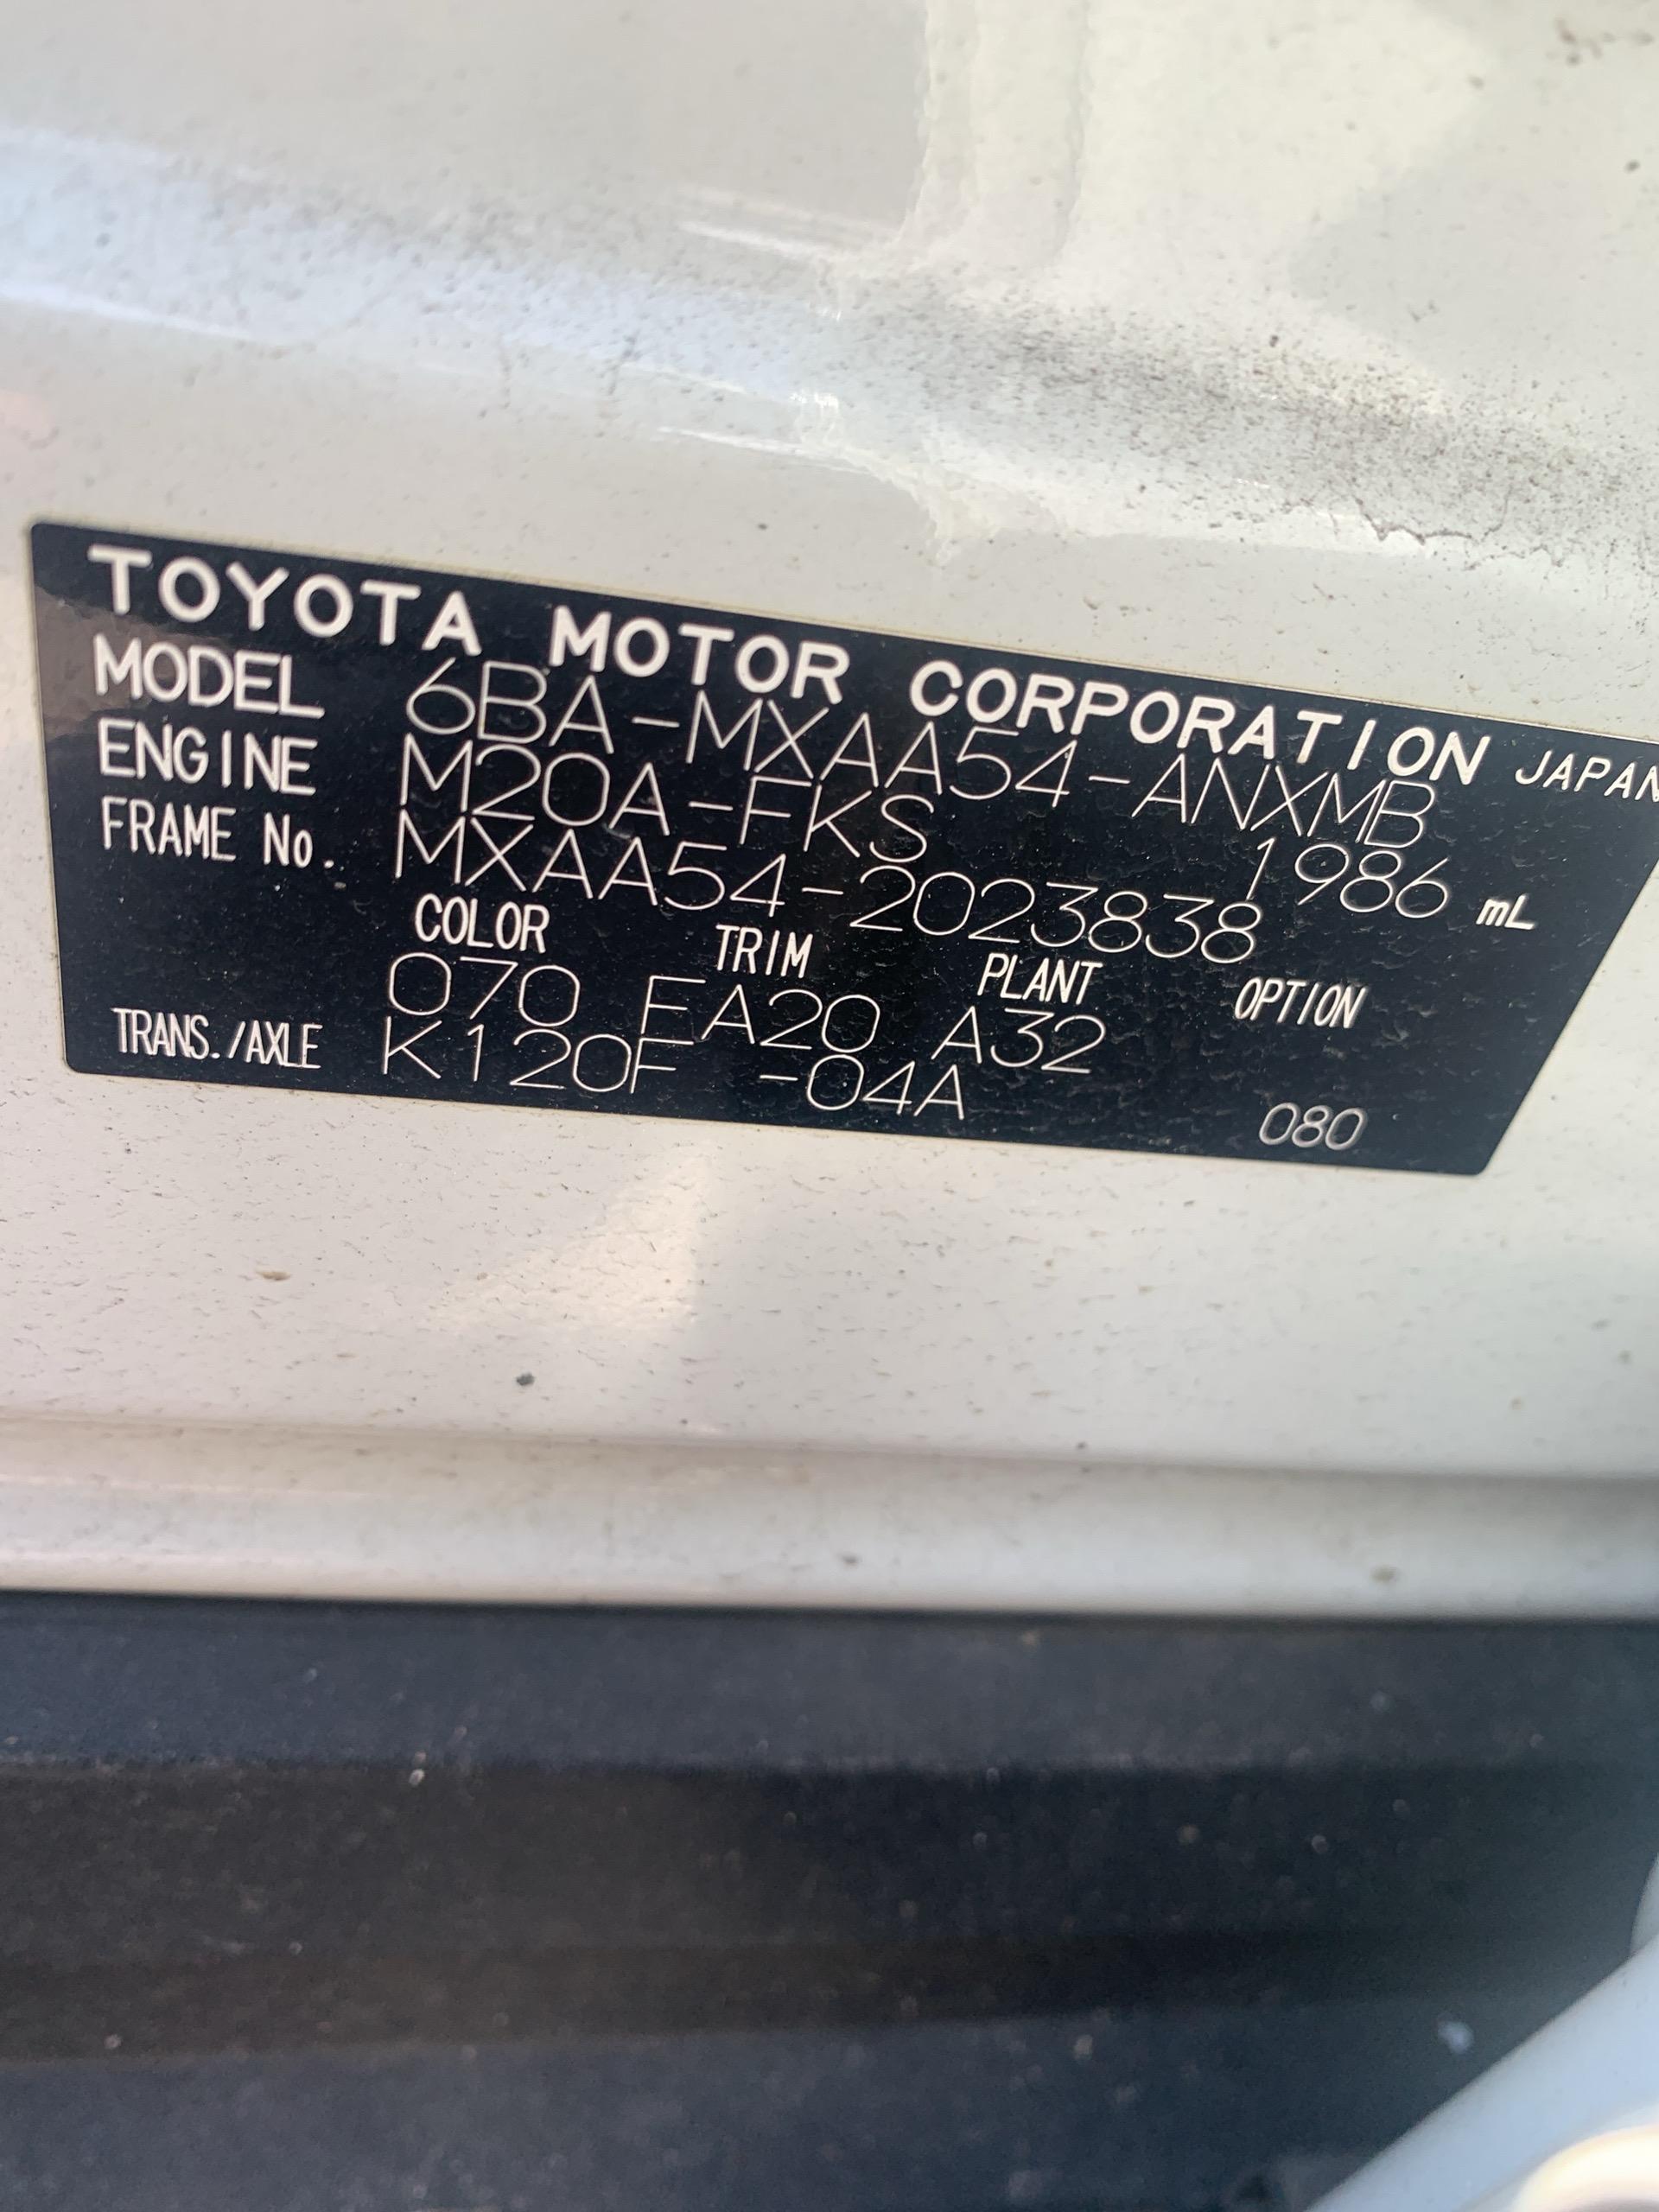 TOYOTA MOTOR CORPORATION JAPAN
MODEL 6BA-MXAA54-ANXMB
ENGINE M20A-FKS 1986 mL
FRAME No. MXAA54-2023838
COLOR TRIM PLANT OPTION
070 EA20 A32
TRANS./AXLE K120F -04A
080